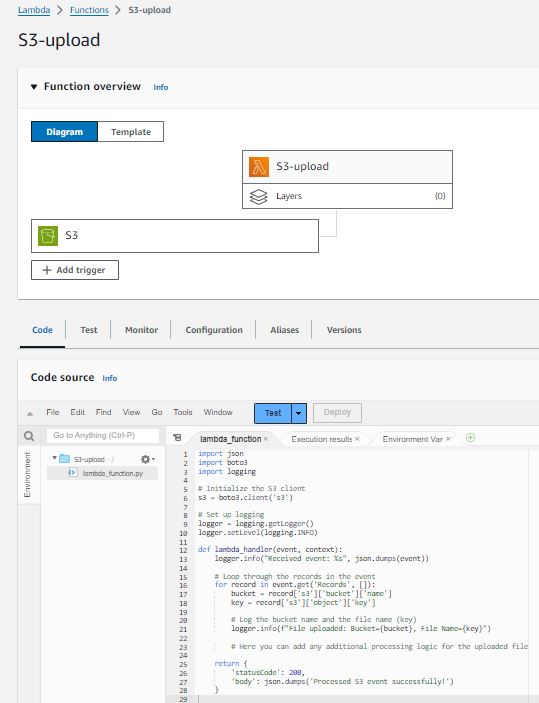 Lambda > Functions > S3-upload
S3-upload
▼ Function overview Info
Diagram Template
S3-upload
Layers (0)
S3
+ Add trigger
Code Test Monitor Configuration Aliases Versions
Code source Info
File Edit Find View Go Tools Window Test Deploy
Go to Anything (Ctrl-P)
lambda_function × Execution results × Environment Var ×
Environment
S3-upload - /
lambda_function.py
1 import json
2 import boto3
3 import logging
4
5 # Initialize the S3 client
6 s3 = boto3.client('s3')
7
8 # Set up logging
9 logger = logging.getLogger()
10 logger.setLevel(logging.INFO)
11
12 def lambda_handler(event, context):
13 logger.info("Received event: %s", json.dumps(event))
14
15 # Loop through the records in the event
16 for record in event.get('Records', []):
17 bucket = record['s3']['bucket']['name']
18 key = record['s3']['object']['key']
19
20 # Log the bucket name and the file name (key)
21 logger.info(f"File uploaded: Bucket={bucket}, File Name={key}")
22
23 # Here you can add any additional processing logic for the uploaded file
24
25 return {
26 'statusCode': 200,
27 'body': json.dumps('Processed S3 event successfully!')
28 }
29